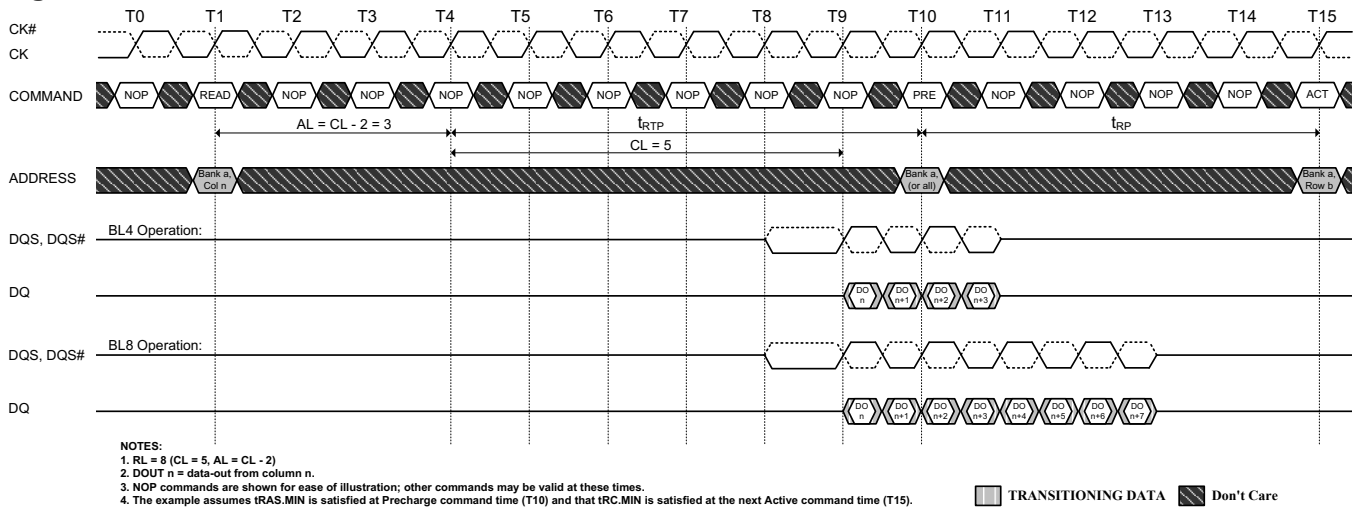 T0 T1 T2 T3 T4 T5 T6 T7 T8 T9 T10 T11 T12 T13 T14 T15
CK#
CK
COMMAND NOP READ NOP NOP NOP NOP NOP NOP NOP NOP PRE NOP NOP NOP NOP ACT
AL = CL - 2 = 3 tRTP tRP
CL = 5
ADDRESS Bank a, Col n Bank a, (or all) Bank a, Row b
BL4 Operation:
DQS, DQS#
DQ DO n DO n+1 DO n+2 DO n+3
BL8 Operation:
DQS, DQS#
DQ DO n DO n+1 DO n+2 DO n+3 DO n+4 DO n+5 DO n+6 DO n+7
NOTES:
1. RL = 8 (CL = 5, AL = CL - 2)
2. DOUT n = data-out from column n.
3. NOP commands are shown for ease of illustration; other commands may be valid at these times.
4. The example assumes tRAS.MIN is satisfied at Precharge command time (T10) and that tRC.MIN is satisfied at the next Active command time (T15).
TRANSITIONING DATA Don't Care